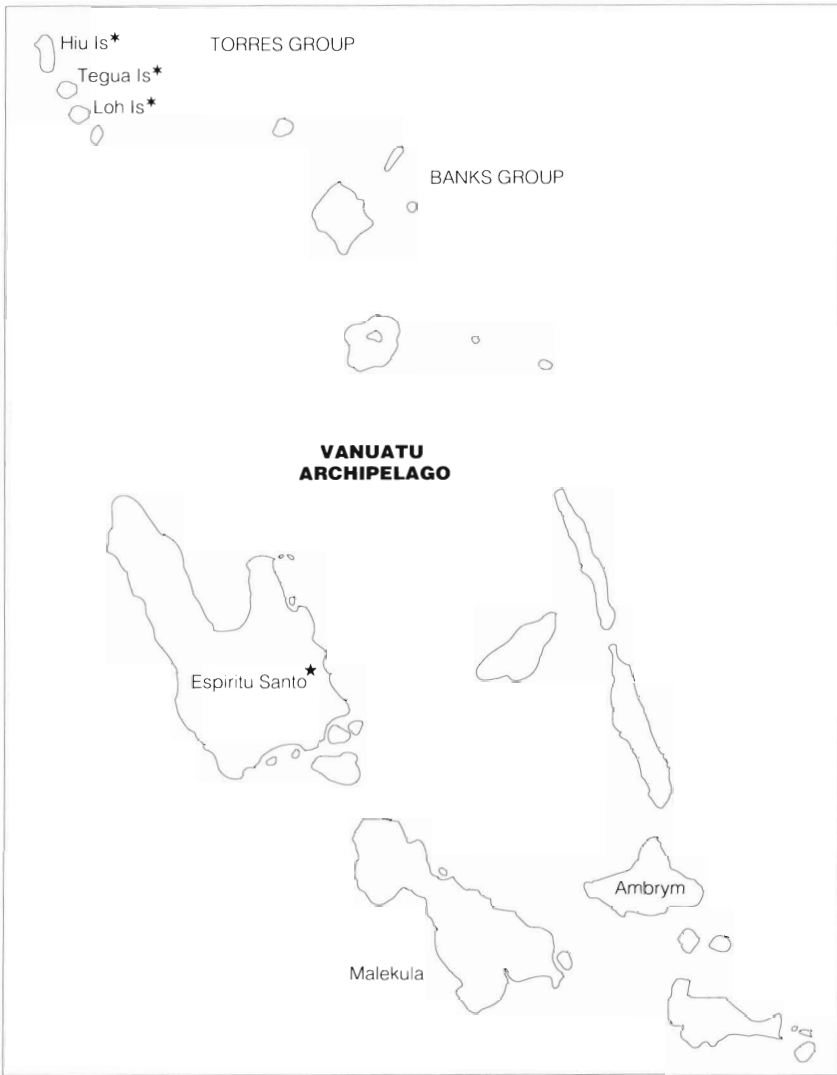 Hiu Is★
TORRES GROUP
Tegua Is★
Loh Is★
BANKS GROUP
VANUATU
ARCHIPELAGO
Espiritu Santo★
Ambrym
Malekula